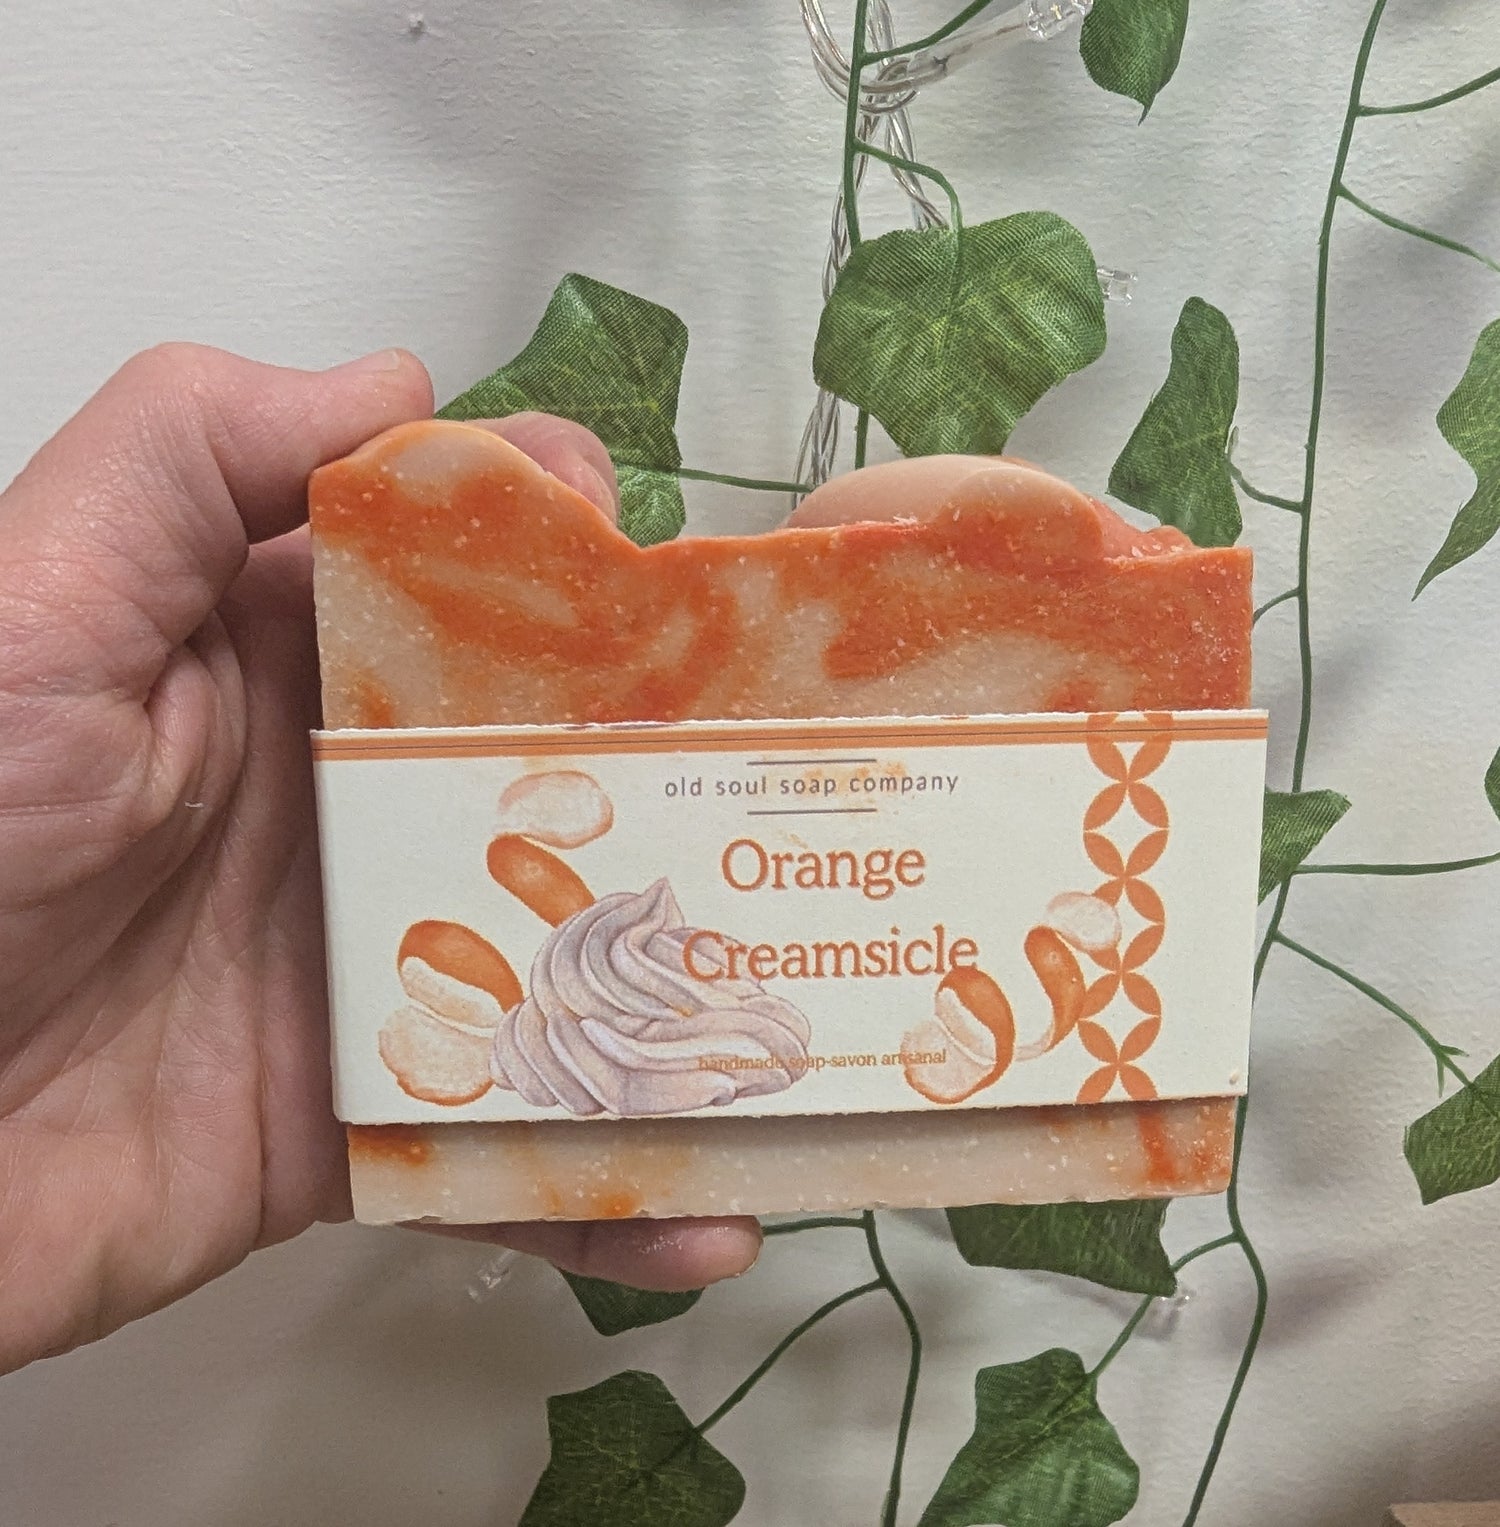 old soul soap company
Orange
Creamsicle
handmade soap-savon artisanal